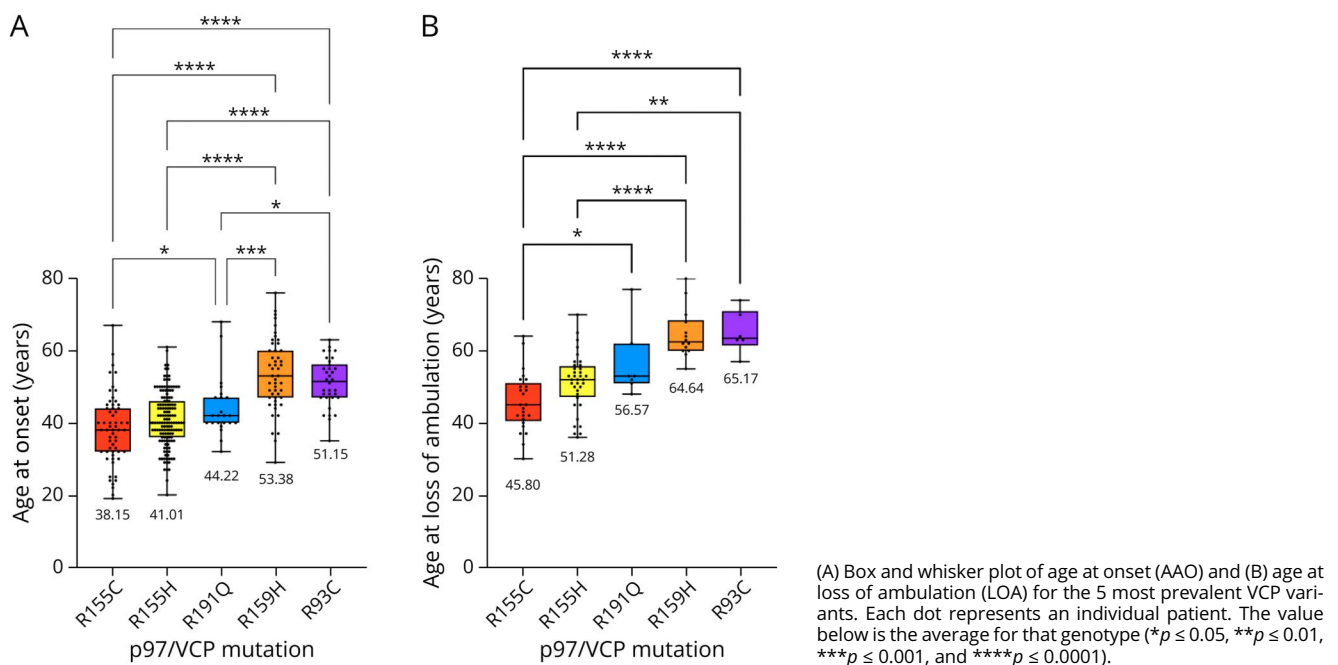 A
****
****
****
****
*
*
***
80
60
40
20
0
Age at onset (years)
38.15
41.01
44.22
53.38
51.15
R155C
R155H
R191Q
R159H
R93C
p97/VCP mutation
B
****
**
****
****
*
80
60
40
20
0
Age at loss of ambulation (years)
45.80
51.28
56.57
64.64
65.17
R155C
R155H
R191Q
R159H
R93C
p97/VCP mutation
(A) Box and whisker plot of age at onset (AAO) and (B) age at
loss of ambulation (LOA) for the 5 most prevalent VCP vari-
ants. Each dot represents an individual patient. The value
below is the average for that genotype (*p ≤ 0.05, **p ≤ 0.01,
***p ≤ 0.001, and ****p ≤ 0.0001).